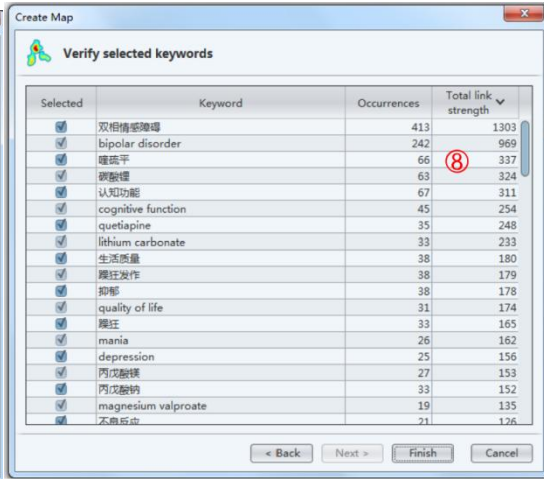 Create Map
Verify selected keywords
Selected Keyword Occurrences Total link strength
双相情感障碍 413 1303
bipolar disorder 242 969
喹硫平 66 337
⑧
碳酸锂 63 324
认知功能 67 311
cognitive function 45 254
quetiapine 35 248
lithium carbonate 33 233
生活质量 38 180
躁狂发作 38 179
抑郁 38 178
quality of life 31 174
躁狂 33 165
mania 26 162
depression 25 156
丙戊酸镁 27 153
丙戊酸钠 33 152
magnesium valproate 19 135
不良反应 21 126
< Back Next > Finish Cancel